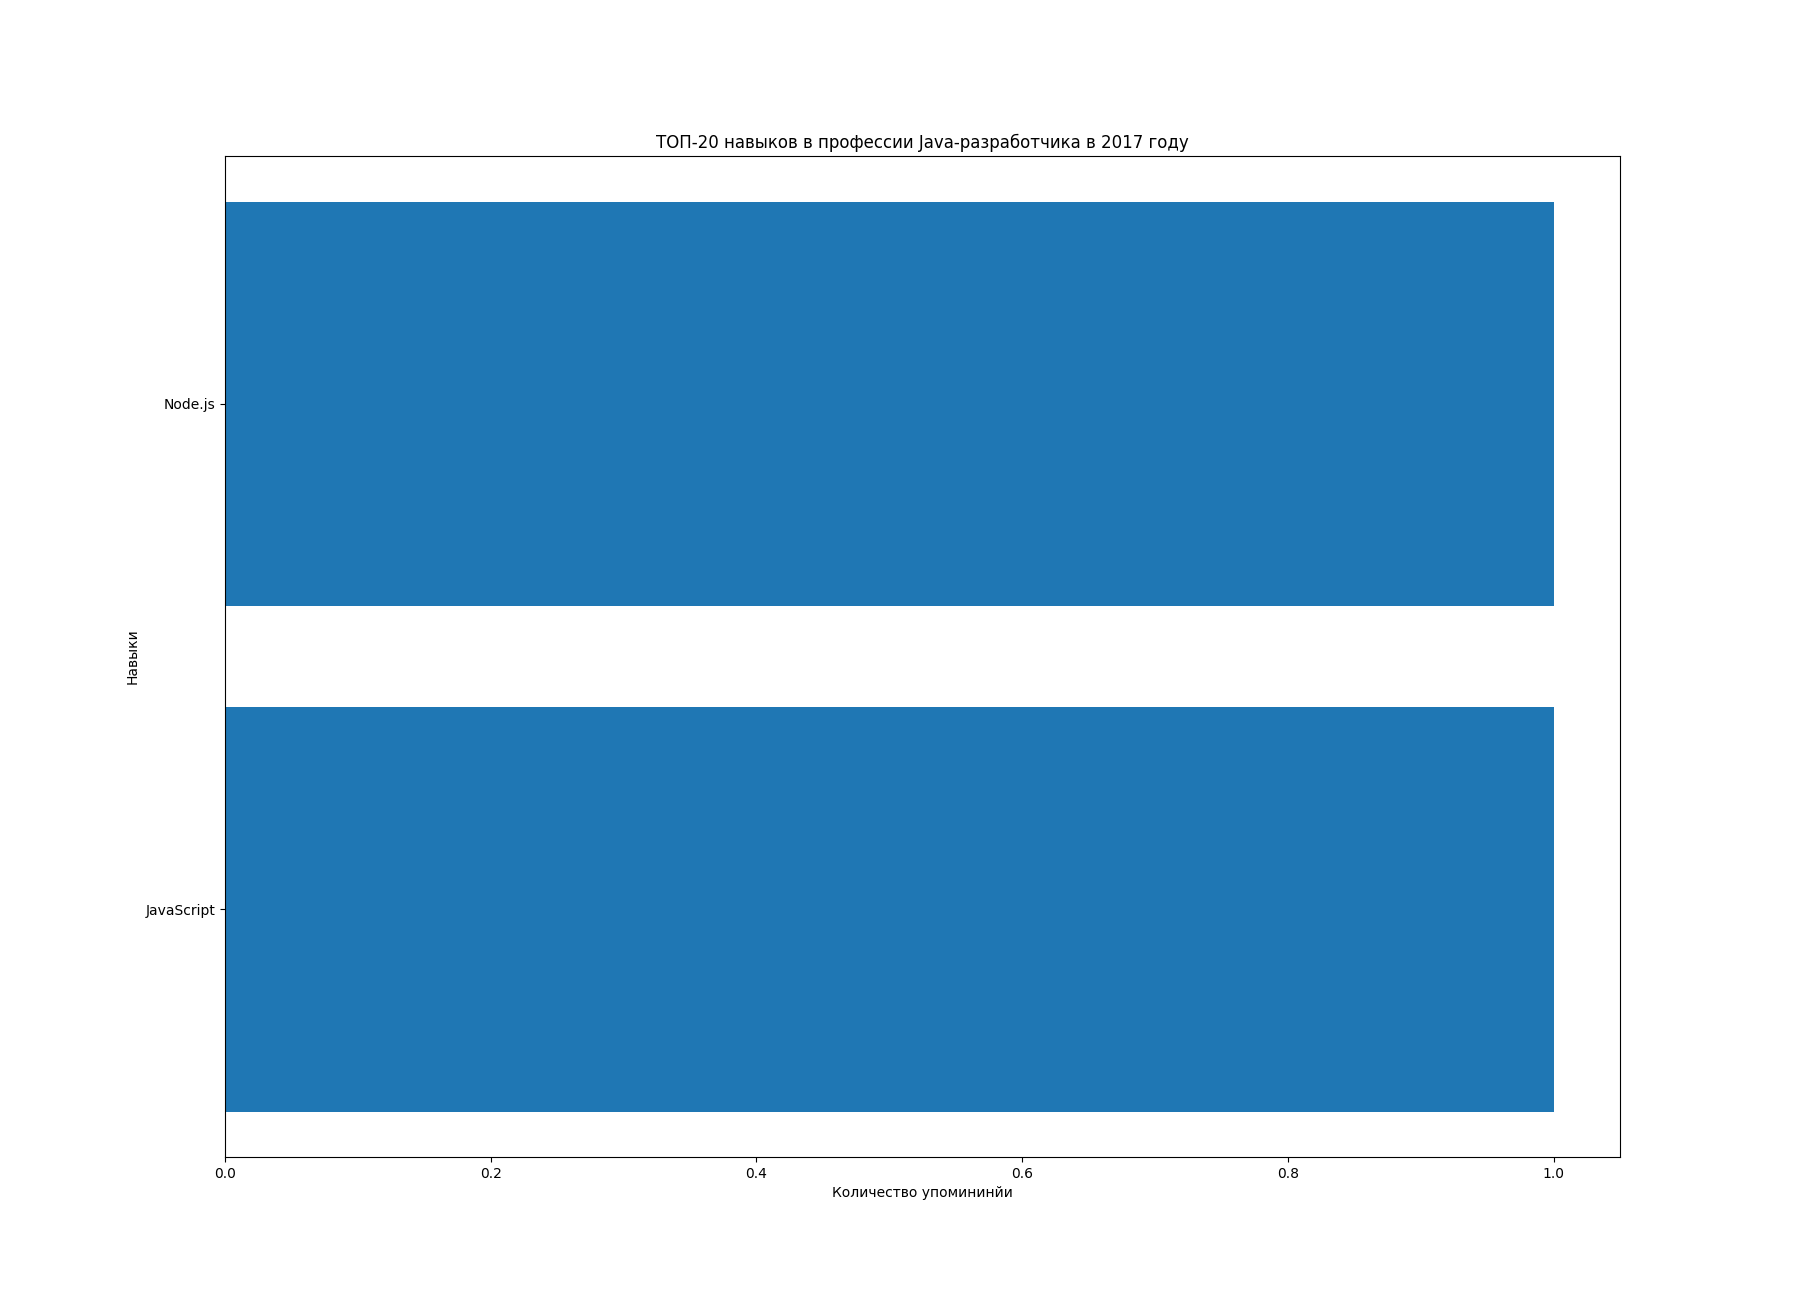 ТОП-20 навыков в профессии Java-разработчика в 2017 году
Node.js
Навыки
JavaScript
0.0 0.2 0.4 0.6 0.8 1.0
Количество упомининйи